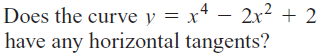 Does the curve y = x⁴ − 2x² + 2
have any horizontal tangents?